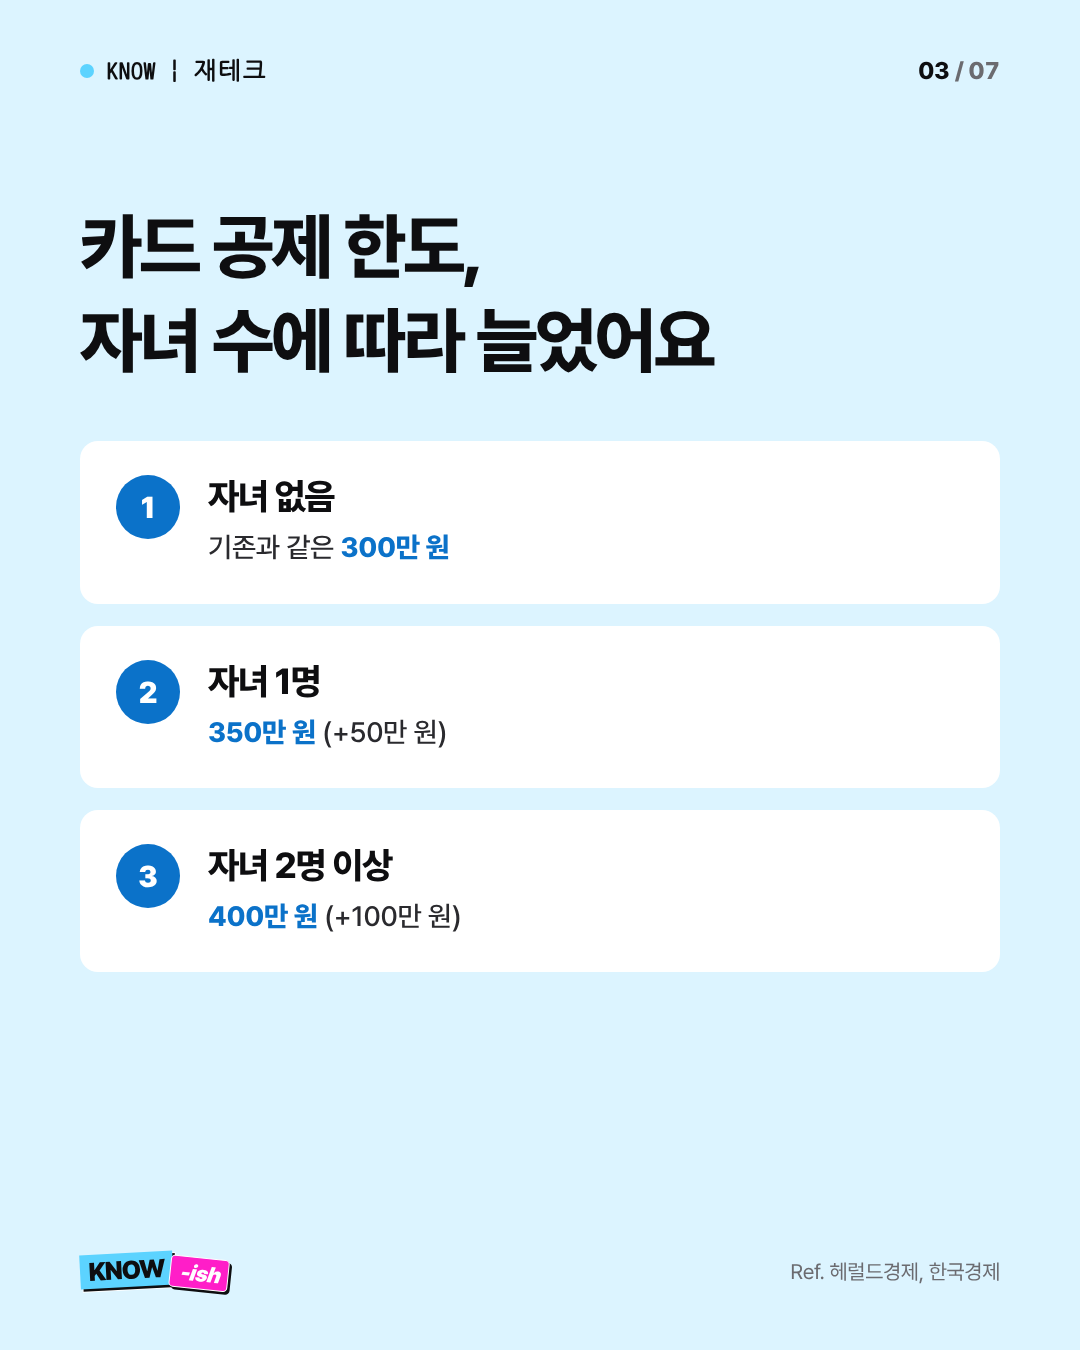 KNOW | 재테크
03 / 07
카드 공제 한도,
자녀 수에 따라 늘었어요
1
자녀 없음
기존과 같은 300만 원
2
자녀 1명
350만 원 (+50만 원)
3
자녀 2명 이상
400만 원 (+100만 원)
KNOW -ish
Ref. 헤럴드경제, 한국경제